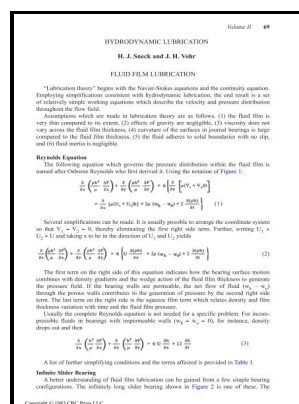 Volume II 69
HYDRODYNAMIC LUBRICATION
H. J. Sneck and J. H. Vohr
FLUID FILM LUBRICATION
"Lubrication theory" begins with the Navier-Stokes equations and the continuity equation.
Employing simplifications consistent with hydrodynamic lubrication, the end result is a set
of relatively simple working equations which describe the velocity and pressure distribution
throughout the flow field.
Assumptions which are made in lubrication theory are as follows. (1) the fluid film is
very thin compared to its extent, (2) effects of gravity are negligible, (3) viscosity does not
vary across the fluid film thickness, (4) curvature of the surfaces in journal bearings is large
compared to the fluid film thickness, (5) the fluid adheres to solid boundaries with no slip,
and (6) fluid inertia is negligible.
Reynolds Equation
The following equation which governs the pressure distribution within the fluid film is
named after Osborne Reynolds who first derived it. Using the notation of Figure 1:
(1)
Several simplifications can be made. It is usually possible to arrange the coordinate system
so that V₁ = V₂ = 0, thereby eliminating the first right side term. Further, writing U₁ +
U₂ = U and taking x to be in the direction of U₁ and U₂ yields
(2)
The first term on the right side of this equation indicates how the bearing surface motion
combines with density gradients and the wedge action of the fluid film thickness to generate
the pressure field. If the bearing walls are permeable, the net flow of fluid
through the porous walls contributes to the generation of pressure by the second right side
term. The last term on the right side is the squeeze film term which relates density and film
thickness variation with time and the fluid film pressure.
Usually the complete Reynolds equation is not needed for a specific problem. For incom-
pressible fluids in bearings with impermeable walls for instance, density
drops out and then
(3)
A list of further simplifying conditions and the terms affected is provided in Table 1.
Infinite Slider Bearing
A better understanding of fluid film lubrication can be gained from a few simple bearing
configurations. The infinitely long slider bearing shown in Figure 2 is one of these. The
Copyright © 1983 CRC Press LLC